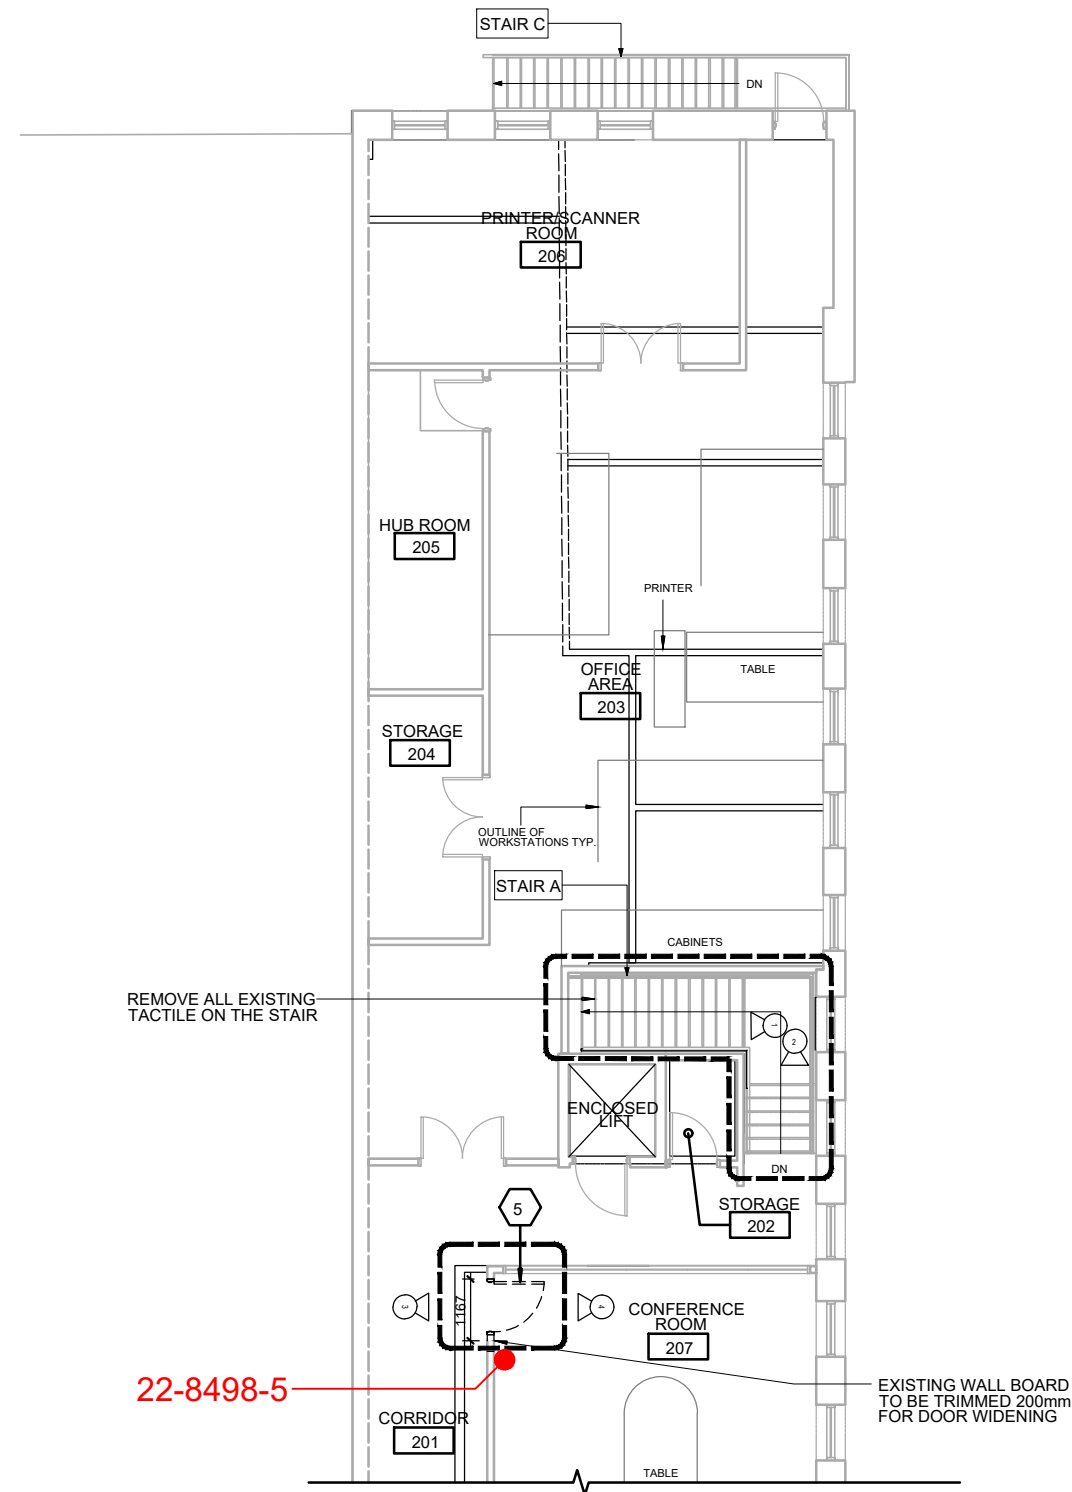 STAIR C
DN
PRINTER/SCANNER
ROOM
206
HUB ROOM
205
PRINTER
TABLE
OFFICE
AREA
203
STORAGE
204
OUTLINE OF
WORKSTATIONS TYP.
STAIR A
CABINETS
REMOVE ALL EXISTING
TACTILE ON THE STAIR
1
2
ENCLOSED
LIFT
DN
STORAGE
202
5
3
1167
4
CONFERENCE
ROOM
207
22-8498-5
EXISTING WALL BOARD
TO BE TRIMMED 200mm
FOR DOOR WIDENING
CORRIDOR
201
TABLE